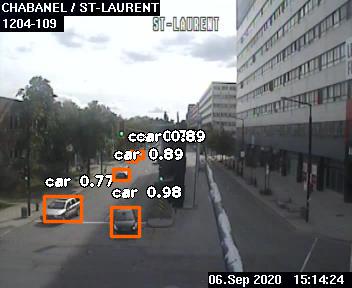 CHABANEL / ST-LAURENT
1204-109
ST-LAURENT
car 0.89
car 0.89
car 0.77
car 0.98
06.Sep 2020 15:14:24